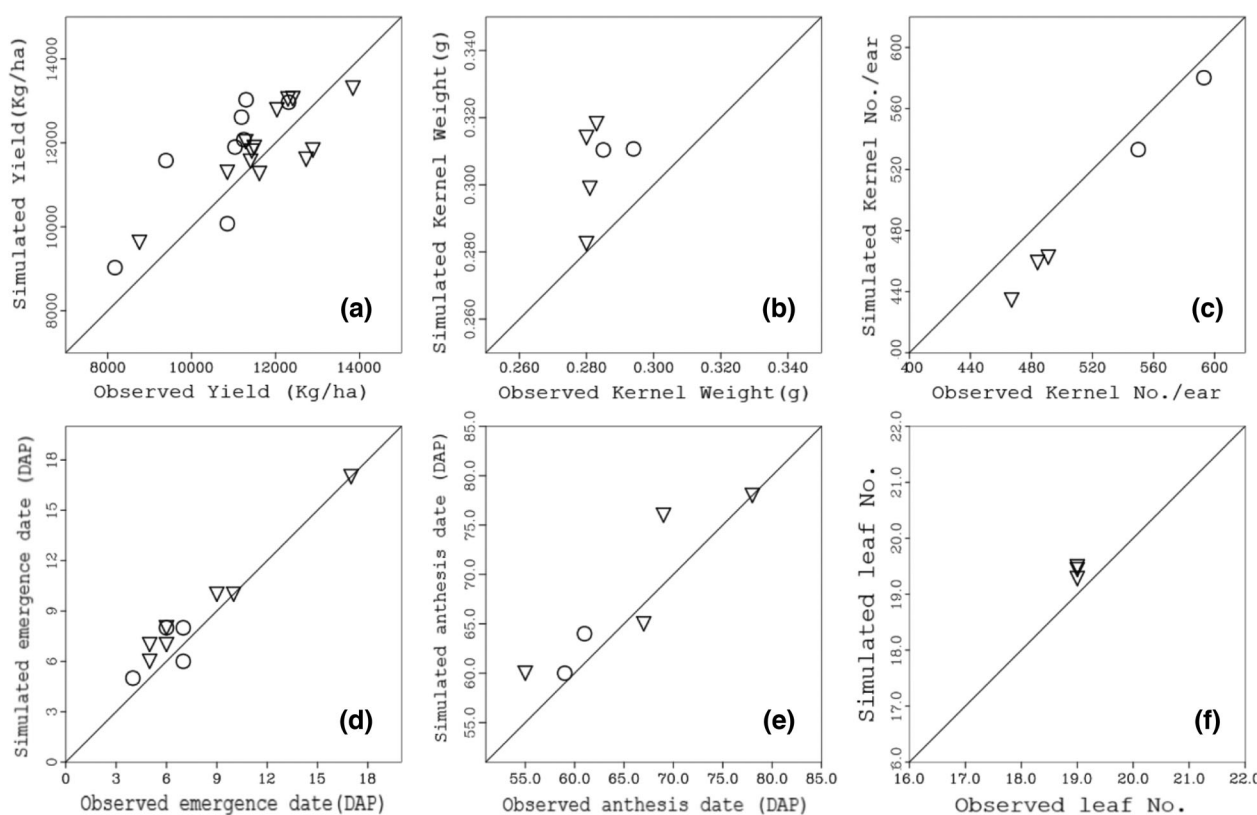 Simulated Yield(Kg/ha)
14000
12000
10000
8000
(a)
8000 10000 12000 14000
Observed Yield (Kg/ha)
Simulated Kernel Weight(g)
0.340
0.320
0.300
0.280
0.260
(b)
0.260 0.280 0.300 0.320 0.340
Observed Kernel Weight(g)
Simulated Kernel No./ear
600
560
520
480
440
00
(c)
400 440 480 520 560 600
Observed Kernel No./ear
Simulated emergence date (DAP)
18
15
12
9
6
3
0
(d)
0 3 6 9 12 15 18
Observed emergence date(DAP)
Simulated anthesis date (DAP)
85.0
80.0
75.0
70.0
65.0
60.0
55.0
(e)
55.0 60.0 65.0 70.0 75.0 80.0 85.0
Observed anthesis date (DAP)
Simulated leaf No.
22.0
21.0
20.0
19.0
18.0
17.0
6.0
(f)
16.0 17.0 18.0 19.0 20.0 21.0 22.0
Observed leaf No.